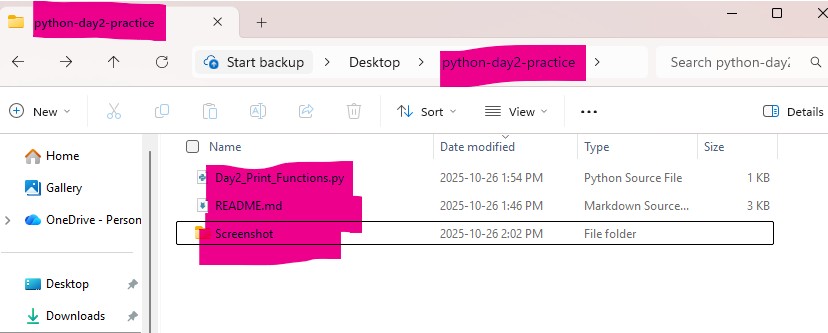 python-day2-practice
Start backup > Desktop > python-day2-practice > Search python-day2
New Sort View ... Details
Home
Gallery
OneDrive - Person
Desktop
Downloads
Name Date modified Type Size
Day2_Print_Functions.py 2025-10-26 1:54 PM Python Source File 1 KB
README.md 2025-10-26 1:46 PM Markdown Source... 3 KB
Screenshot 2025-10-26 2:02 PM File folder